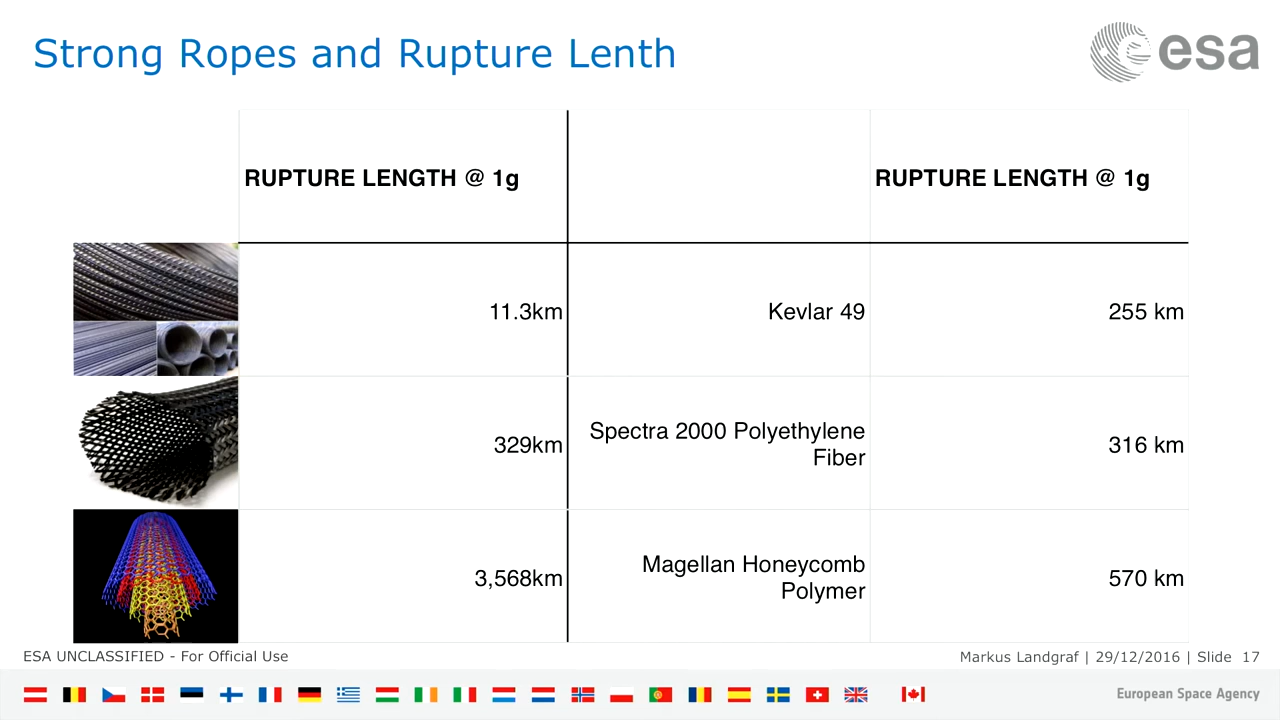 Strong Ropes and Rupture Lenth
esa
RUPTURE LENGTH @ 1g
RUPTURE LENGTH @ 1g
11.3km
Kevlar 49
255 km
329km
Spectra 2000 Polyethylene
Fiber
316 km
3,568km
Magellan Honeycomb
Polymer
570 km
ESA UNCLASSIFIED - For Official Use
Markus Landgraf | 29/12/2016 | Slide 17
European Space Agency